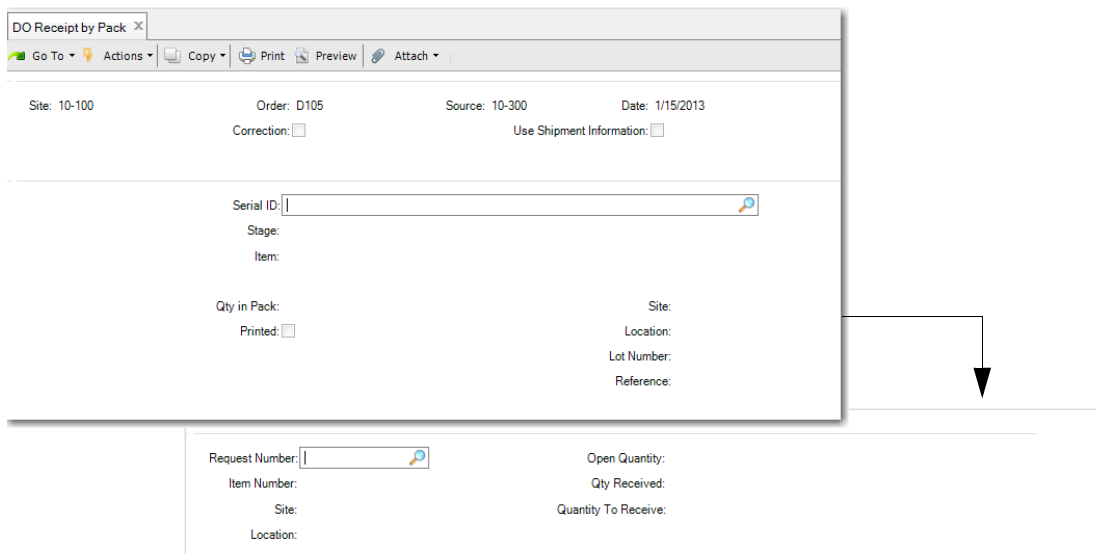 DO Receipt by Pack X
Go To Actions Copy Print Preview Attach
Site: 10-100 Order: D105 Source: 10-300 Date: 1/15/2013
Correction: Use Shipment Information:
Serial ID:
Stage:
Item:
Qty in Pack: Site:
Printed: Location:
Lot Number:
Reference:
Request Number: Open Quantity:
Item Number: Qty Received:
Site: Quantity To Receive:
Location: